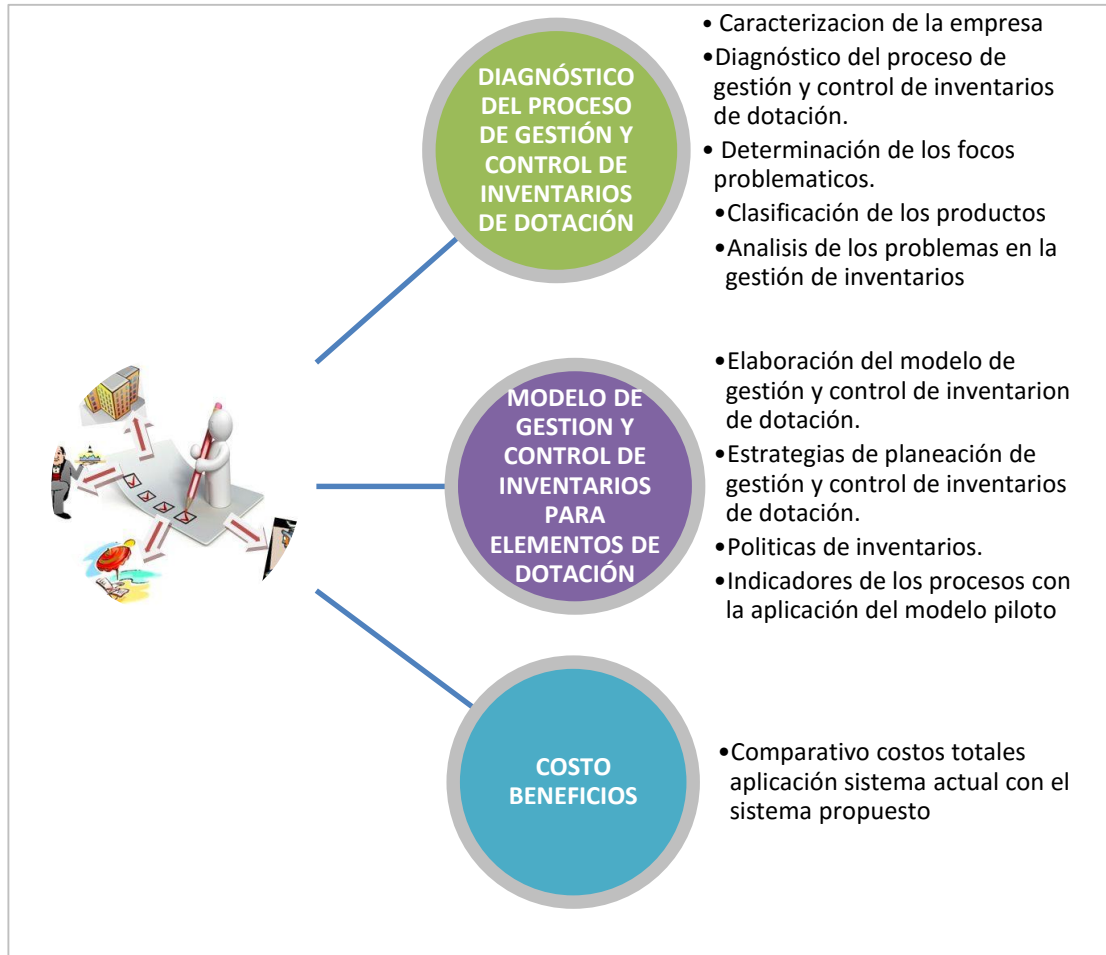 DIAGNÓSTICO
DEL PROCESO
DE GESTIÓN Y
CONTROL DE
INVENTARIOS
DE DOTACIÓN
• Caracterizacion de la empresa
•Diagnóstico del proceso de
gestión y control de inventarios
de dotación.
• Determinación de los focos
problematicos.
•Clasificación de los productos
•Analisis de los problemas en la
gestión de inventarios
MODELO DE
GESTION Y
CONTROL DE
INVENTARIOS
PARA
ELEMENTOS DE
DOTACIÓN
•Elaboración del modelo de
gestión y control de inventarion
de dotación.
•Estrategias de planeación de
gestión y control de inventarios
de dotación.
•Politicas de inventarios.
•Indicadores de los procesos con
la aplicación del modelo piloto
COSTO
BENEFICIOS
•Comparativo costos totales
aplicación sistema actual con el
sistema propuesto